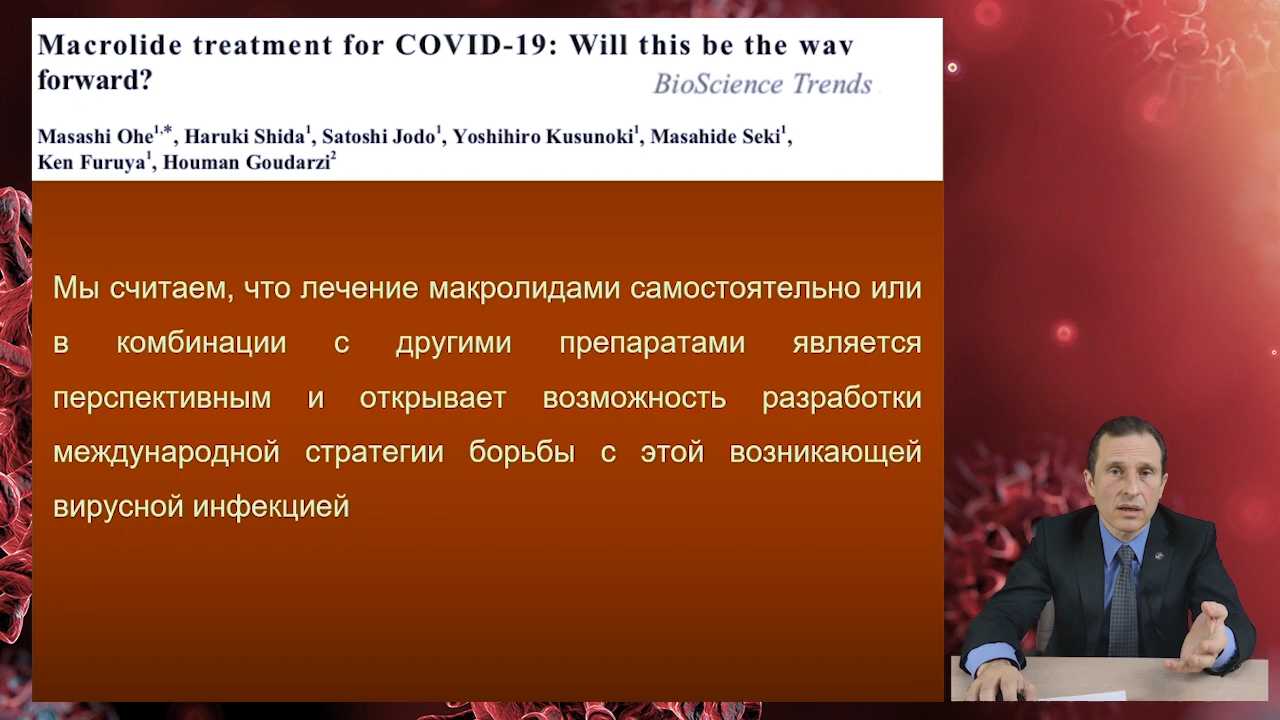 Macrolide treatment for COVID-19: Will this be the wav
forward?
BioScience Trends
Masashi Ohe1,*, Haruki Shida1, Satoshi Jodo1, Yoshihiro Kusunoki1, Masahide Seki1,
Ken Furuya1, Houman Goudarzi2
Мы считаем, что лечение макролидами самостоятельно или
в комбинации с другими препаратами является
перспективным и открывает возможность разработки
международной стратегии борьбы с этой возникающей
вирусной инфекцией